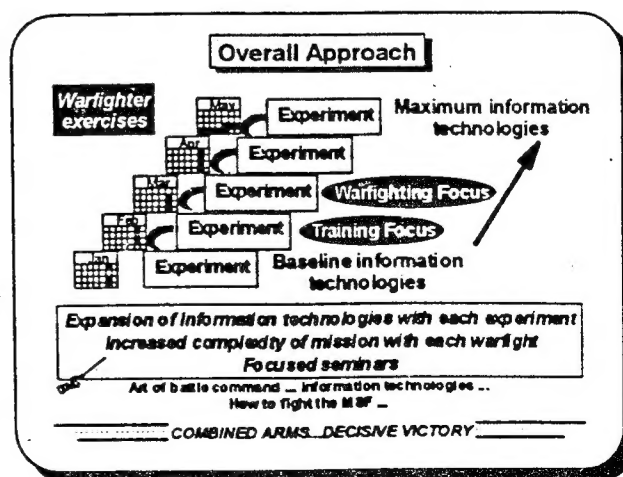 Overall Approach
Warfighter
exercises
May
Experiment
Maximum information
technologies
Apr
Experiment
Mar
Experiment
Warfighting Focus
Feb
Experiment
Training Focus
Jan
Experiment
Baseline information
technologies
Expansion of information technologies with each experiment
Increased complexity of mission with each warfight
Focused seminars
Art of battle command ... Information technologies ...
How to fight the MSF ...
COMBINED ARMS...DECISIVE VICTORY